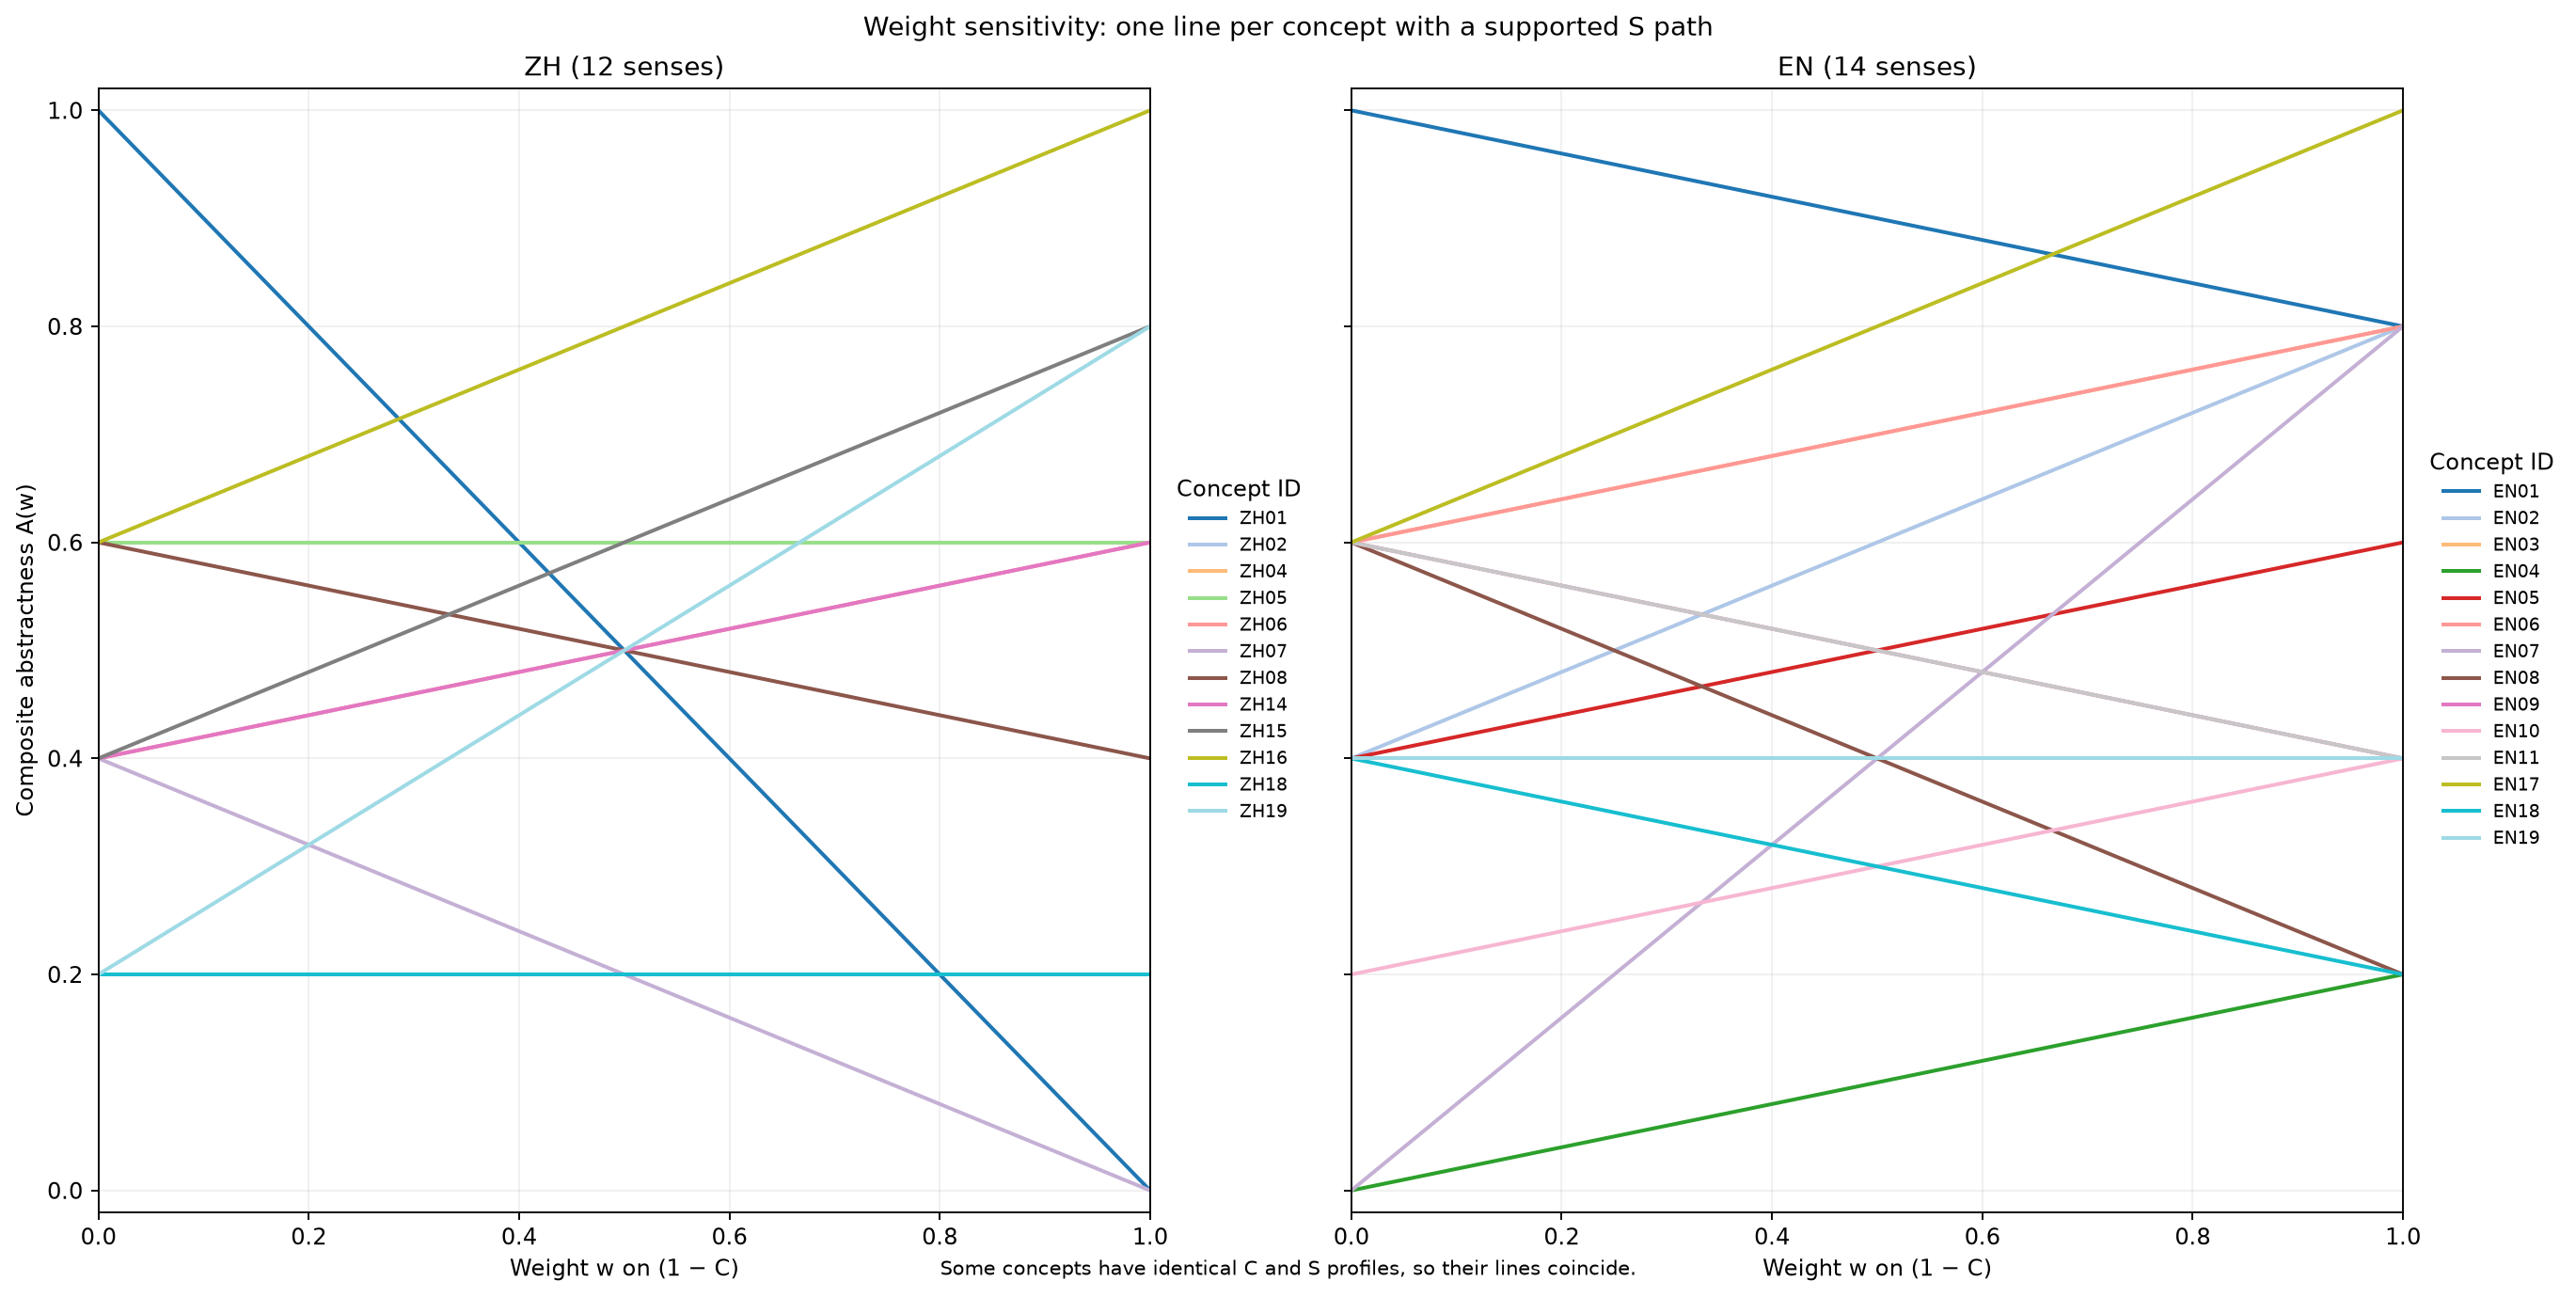 Weight sensitivity: one line per concept with a supported S path
ZH (12 senses)
Composite abstractness A(w)
1.0
0.8
0.6
0.4
0.2
0.0
0.0 0.2 0.4 0.6 0.8 1.0
Weight w on (1 − C)
Concept ID
ZH01
ZH02
ZH04
ZH05
ZH06
ZH07
ZH08
ZH14
ZH15
ZH16
ZH18
ZH19
EN (14 senses)
0.0 0.2 0.4 0.6 0.8 1.0
Weight w on (1 − C)
Concept ID
EN01
EN02
EN03
EN04
EN05
EN06
EN07
EN08
EN09
EN10
EN11
EN17
EN18
EN19
Some concepts have identical C and S profiles, so their lines coincide.